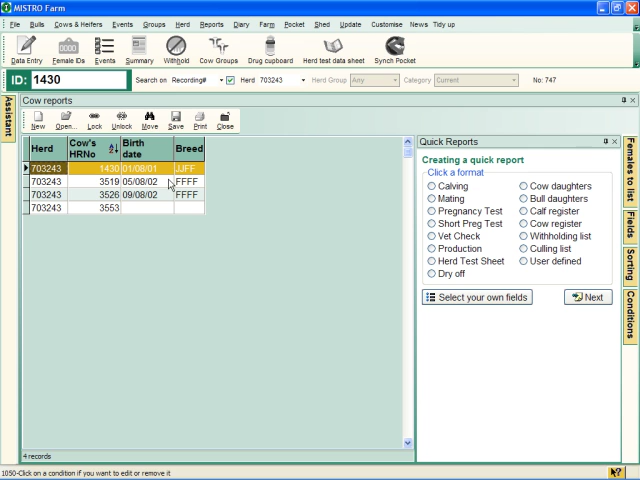 MISTRO Farm
File Bulls Cows & Heifers Events Groups Herd Reports Diary Farm Pocket Shed Update Customise News Tidy up
0000
Data Entry Female IDs Events Summary Withhold Cow Groups Drug cupboard Herd test data sheet Synch Pocket
ID: 1430 Search on Recording# Herd 703243 Herd Group Any Category Current No: 747
Assistant
Cow reports
New Open... Lock Unlock Move Save Print Close
Herd Cow's HRNo Birth date Breed
703243 1430 01/08/01 JJFF
703243 3519 05/08/02 FFFF
703243 3526 09/08/02 FFFF
703243 3553
4 records
Quick Reports
Creating a quick report
Click a format
Calving
Mating
Pregnancy Test
Short Preg Test
Vet Check
Production
Herd Test Sheet
Dry off
Cow daughters
Bull daughters
Calf register
Cow register
Withholding list
Culling list
User defined
Select your own fields Next
Females to list
Fields
Sorting
Conditions
1050-Click on a condition if you want to edit or remove it